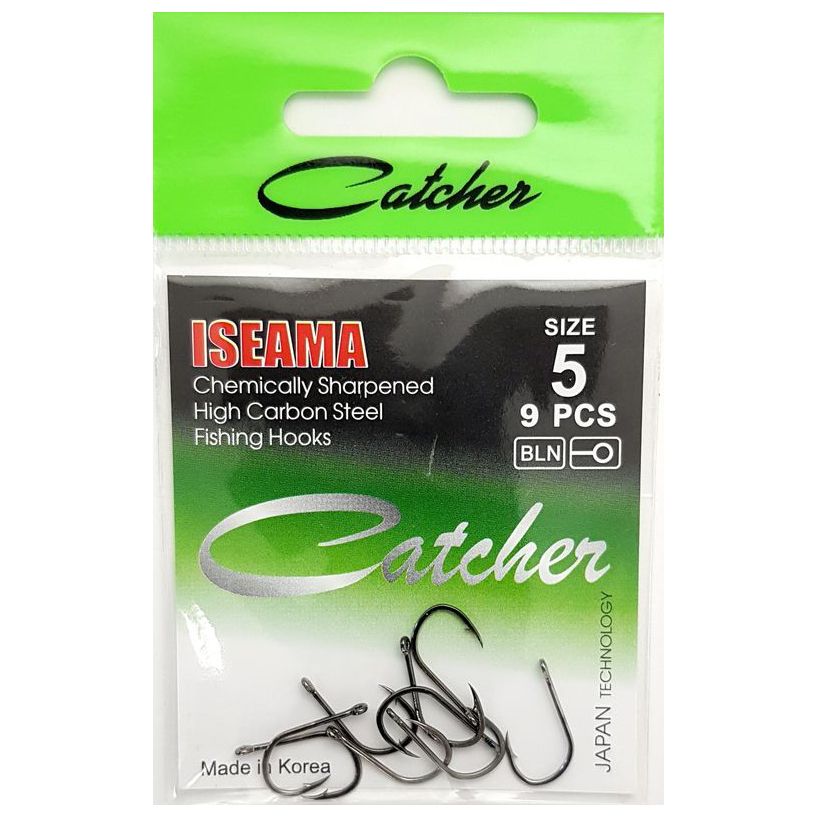 Catcher
ISEAMA
Chemically Sharpened
High Carbon Steel
Fishing Hooks
SIZE
5
9 PCS
BLN
Catcher
JAPAN TECHNOLOGY
Made in Korea